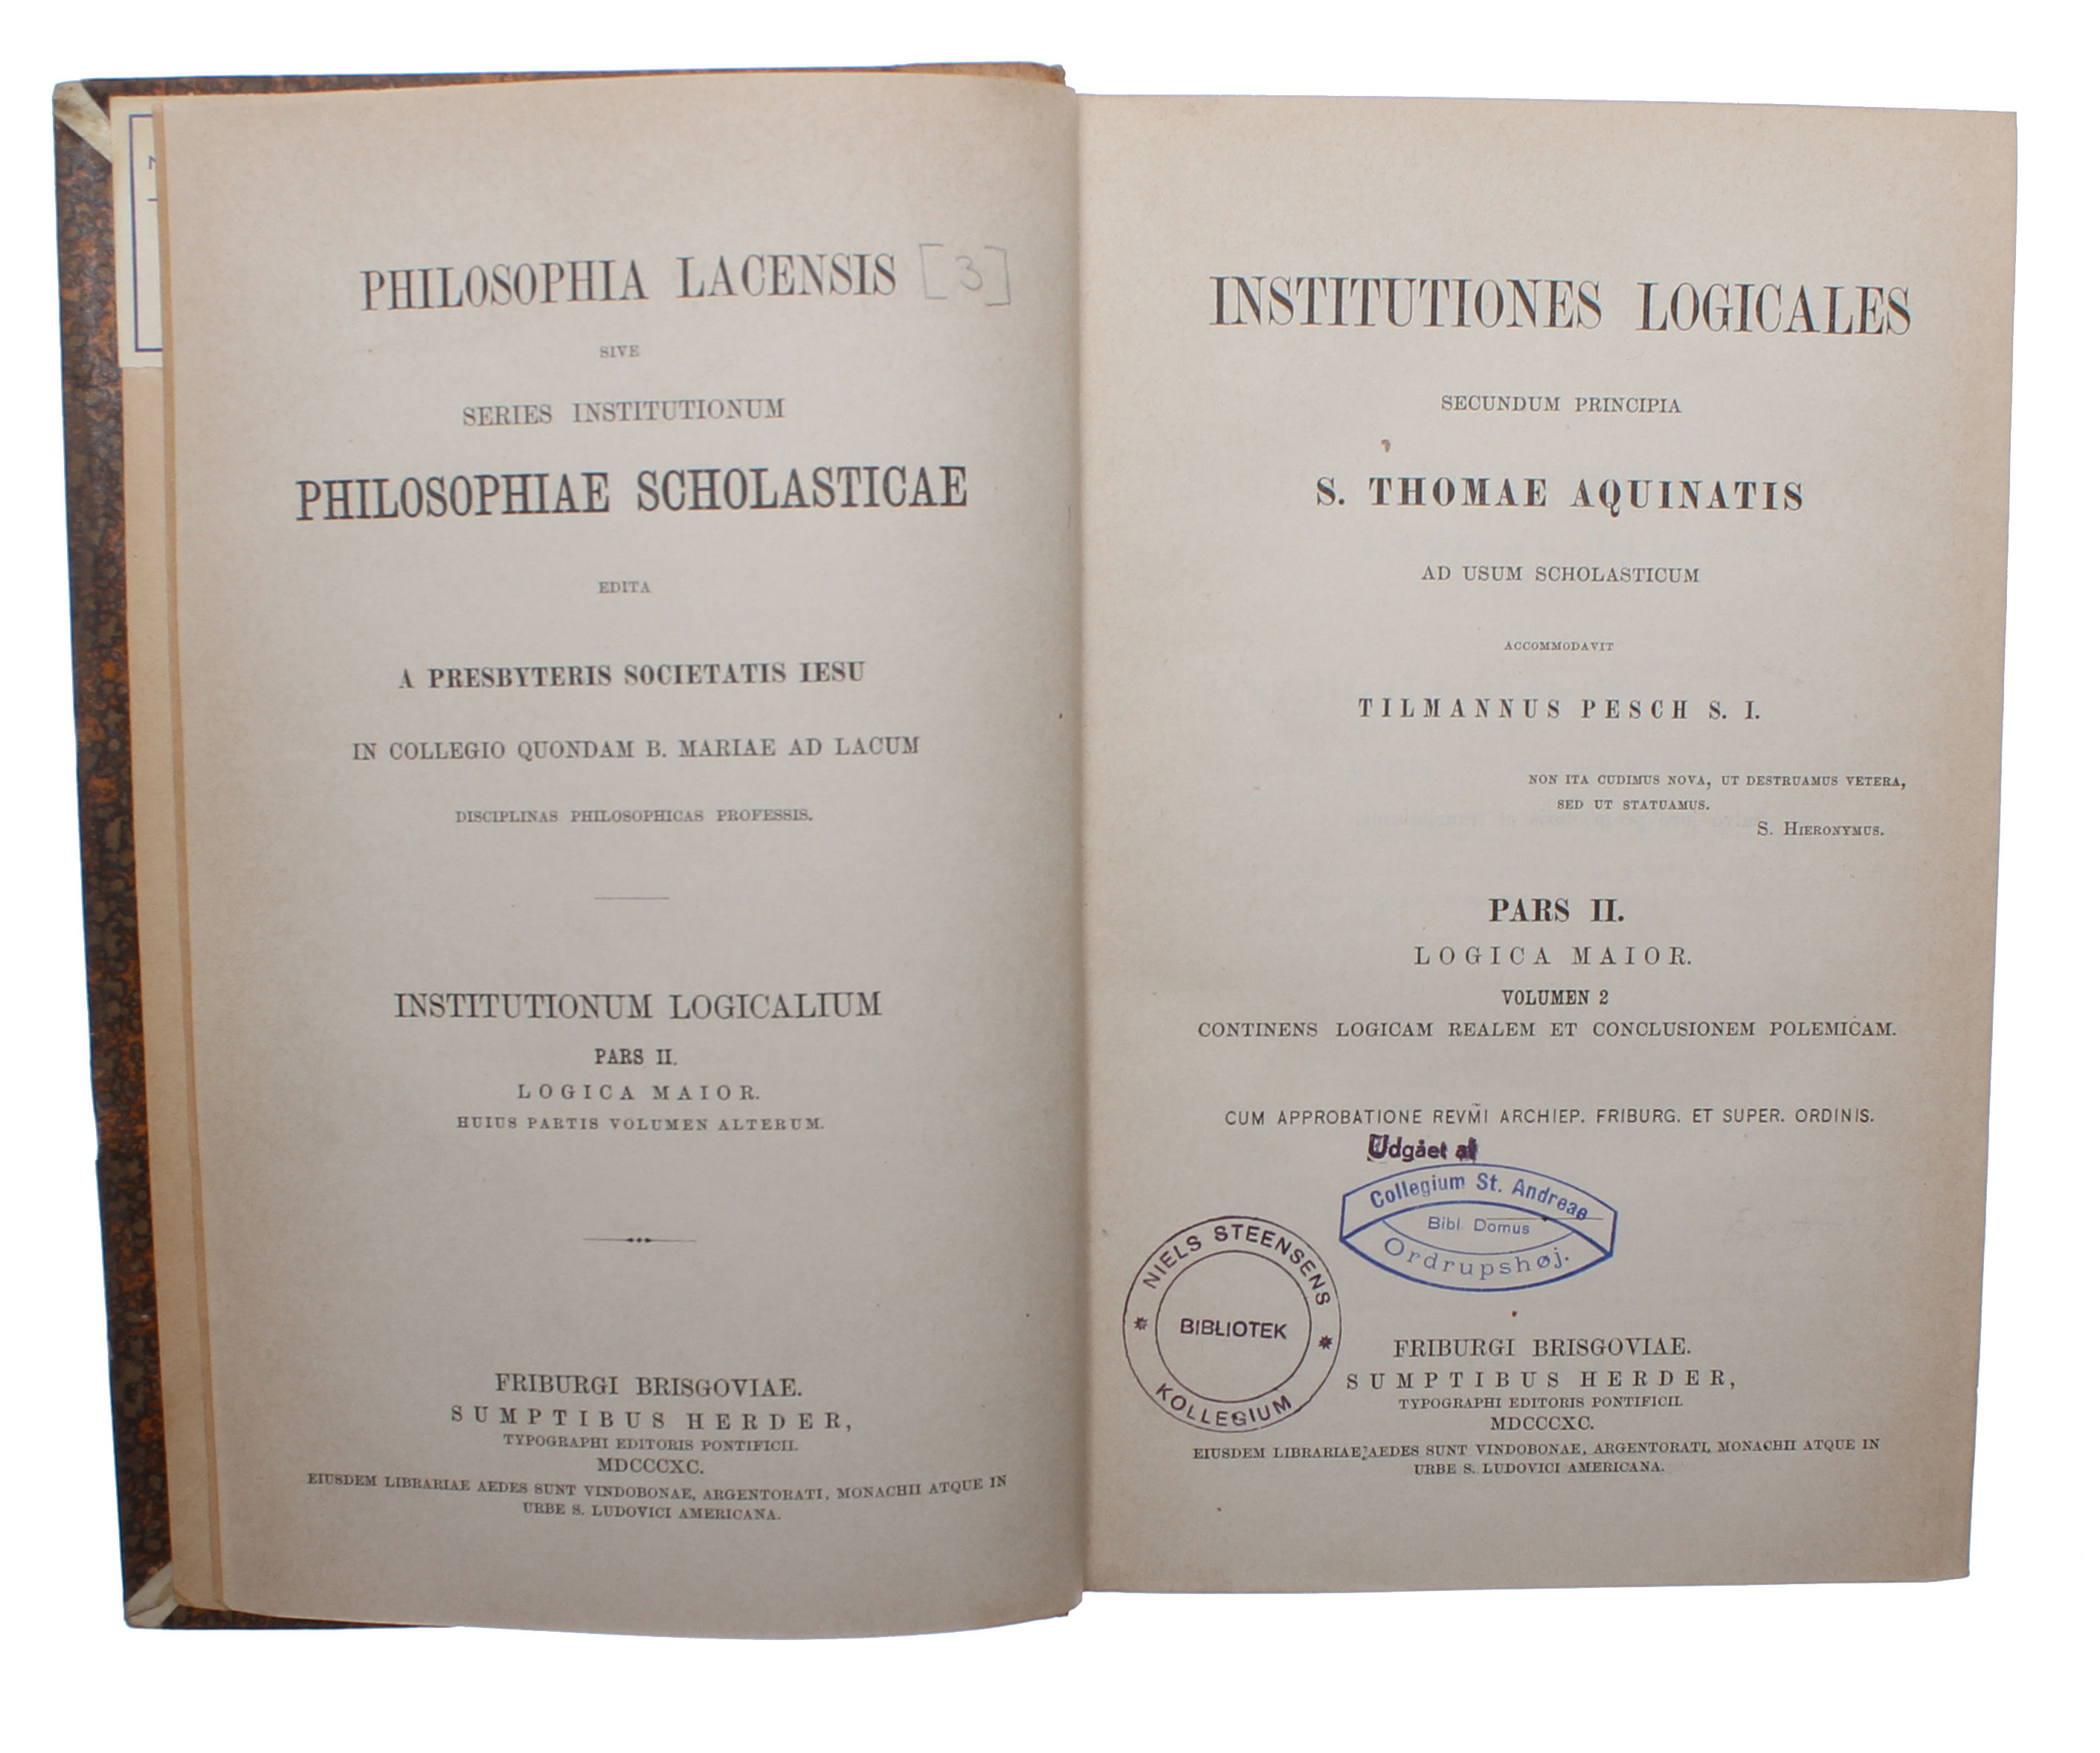 PHILOSOPHIA LACENSIS [3]
SIVE
SERIES INSTITUTIONUM
PHILOSOPHIAE SCHOLASTICAE
EDITA
A PRESBYTERIS SOCIETATIS IESU
IN COLLEGIO QUONDAM B. MARIAE AD LACUM
DISCIPLINAS PHILOSOPHICAS PROFESSIS.
INSTITUTIONUM LOGICALIUM
PARS II.
LOGICA MAIOR.
HUIUS PARTIS VOLUMEN ALTERUM.
FRIBURGI BRISGOVIAE.
SUMPTIBUS HERDER,
TYPOGRAPHI EDITORIS PONTIFICII.
MDCCCXC.
EIUSDEM LIBRARIAE AEDES SUNT VINDOBONAE, ARGENTORATI, MONACHII ATQUE IN
URBE S. LUDOVICI AMERICANA.
INSTITUTIONES LOGICALES
SECUNDUM PRINCIPIA
S. THOMAE AQUINATIS
AD USUM SCHOLASTICUM
ACCOMMODAVIT
TILMANNUS PESCH S. I.
NON ITA CUDIMUS NOVA, UT DESTRUAMUS VETERA,
SED UT STATUAMUS.
S. HIERONYMUS.
PARS II.
LOGICA MAIOR.
VOLUMEN 2
CONTINENS LOGICAM REALEM ET CONCLUSIONEM POLEMICAM.
CUM APPROBATIONE REVM̃I ARCHIEP. FRIBURG. ET SUPER. ORDINIS.
Udgået af
Collegium St. Andreae
Bibl Domus
Ordrupshøj.
NIELS STEENSENS
BIBLIOTEK
KOLLEGIUM
FRIBURGI BRISGOVIAE.
SUMPTIBUS HERDER,
TYPOGRAPHI EDITORIS PONTIFICII.
MDCCCXC.
EIUSDEM LIBRARIAE AEDES SUNT VINDOBONAE, ARGENTORATI, MONACHII ATQUE IN
URBE S. LUDOVICI AMERICANA.